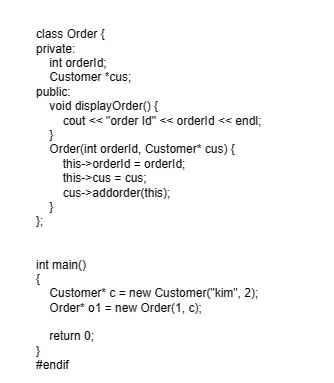 class Order {
private:
int orderId;
Customer *cus;
public:
void displayOrder() {
cout << "order Id" << orderId << endl;
}
Order(int orderId, Customer* cus) {
this->orderId = orderId;
this->cus = cus;
cus->addorder(this);
}
};
int main()
{
Customer* c = new Customer("kim", 2);
Order* o1 = new Order(1, c);
return 0;
}
#endif